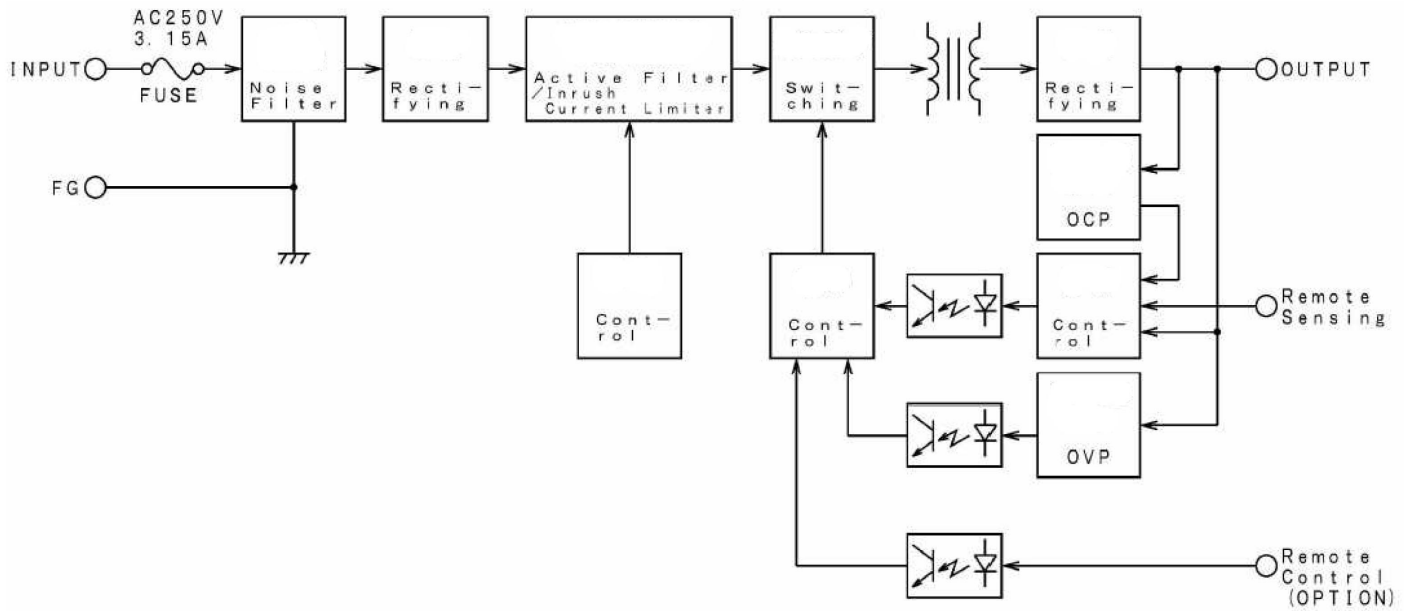 AC250V
3. 15A
INPUT
FUSE
Noise
Filter
Recti-
fying
Active Filter
/Inrush
Current Limiter
Swit-
ching
Recti-
fying
OUTPUT
FG
OCP
Cont-
rol
Cont-
rol
Cont-
rol
Remote
Sensing
OVP
Remote
Control
(OPTION)